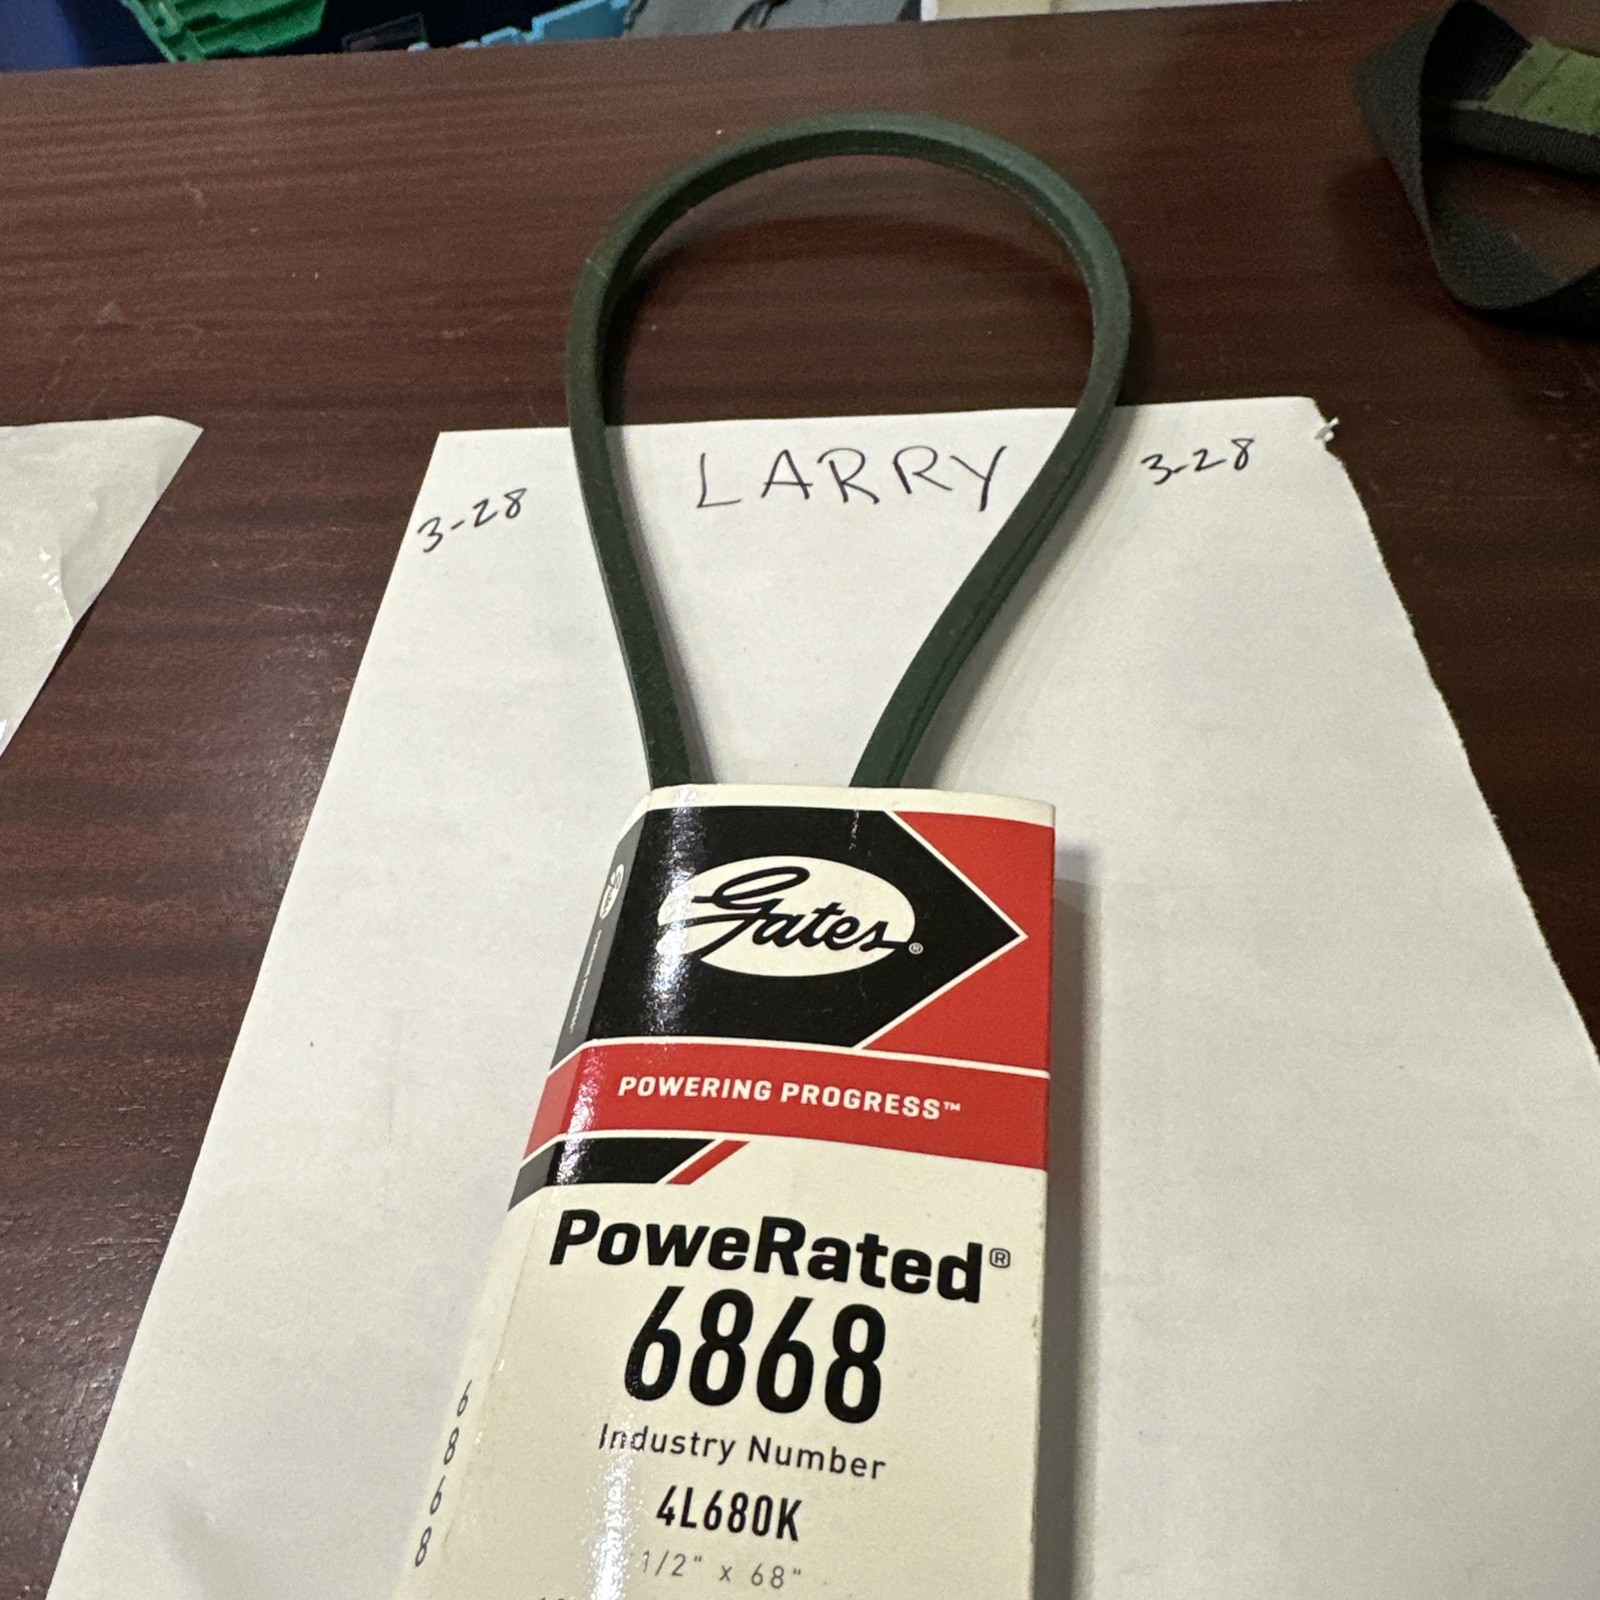 LARRY
3-28
3-28
Gates®
POWERING PROGRESS™
PoweRated®
6868
Industry Number
4L680K
1/2" x 68"
6868